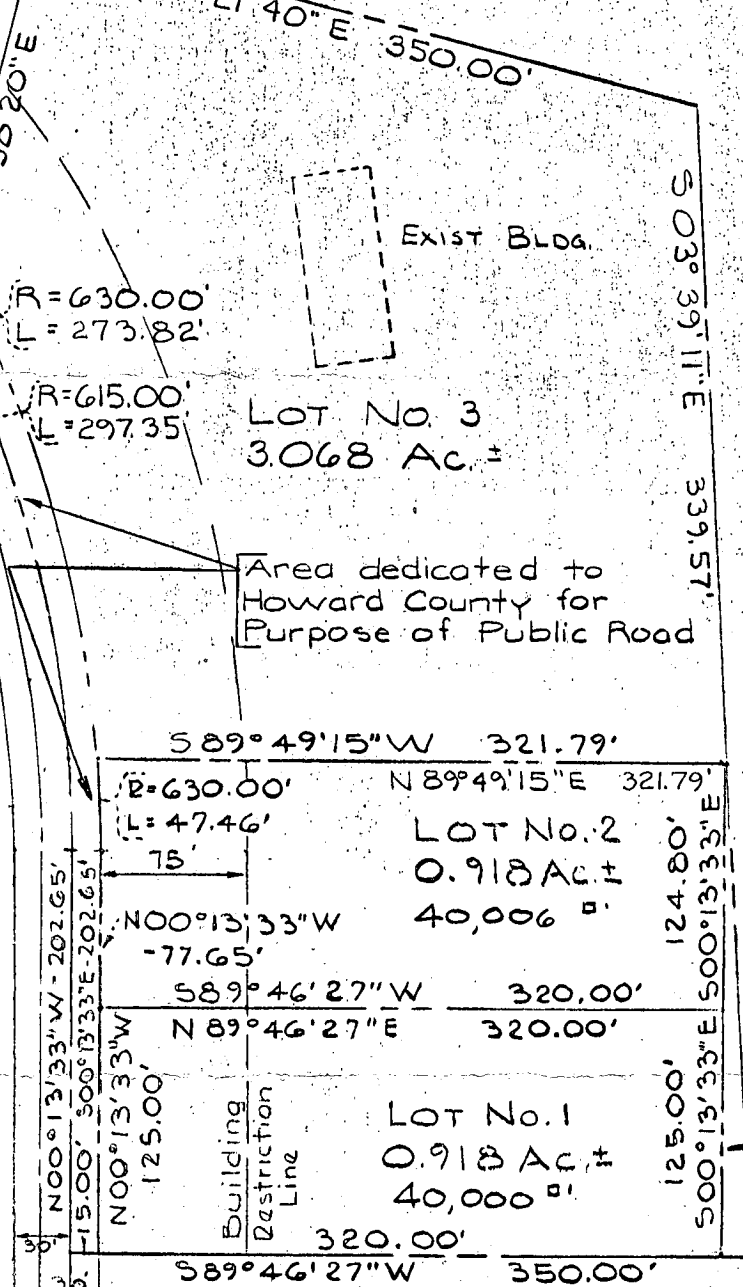 21'40"E 350.00'
20"E
EXIST BLDG.
S 03° 39' 11" E 339.57'
R=630.00'
L=273.82'
R=615.00'
L=297.35'
LOT No. 3
3.068 Ac. ±
Area dedicated to
Howard County for
Purpose of Public Road
S 89° 49' 15" W 321.79'
N 89° 49' 15" E 321.79'
R=630.00'
L=47.46'
75'
LOT No. 2
0.918 Ac. ±
40,006 □'
S00°13'33"E 124.80'
N00°13'33"W
-77.65'
S89° 46' 27" W 320.00'
N 89° 46' 27" E 320.00'
N00°13'33"W - 202.65'
15.00' S00°13'33"E - 202.65'
N00°13'33"W
125.00'
Building
Restriction
Line
LOT No. 1
0.918 Ac. ±
40,000 □'
S00°13'33"E
125.00'
30'
320.00'
S89° 46' 27" W 350.00'